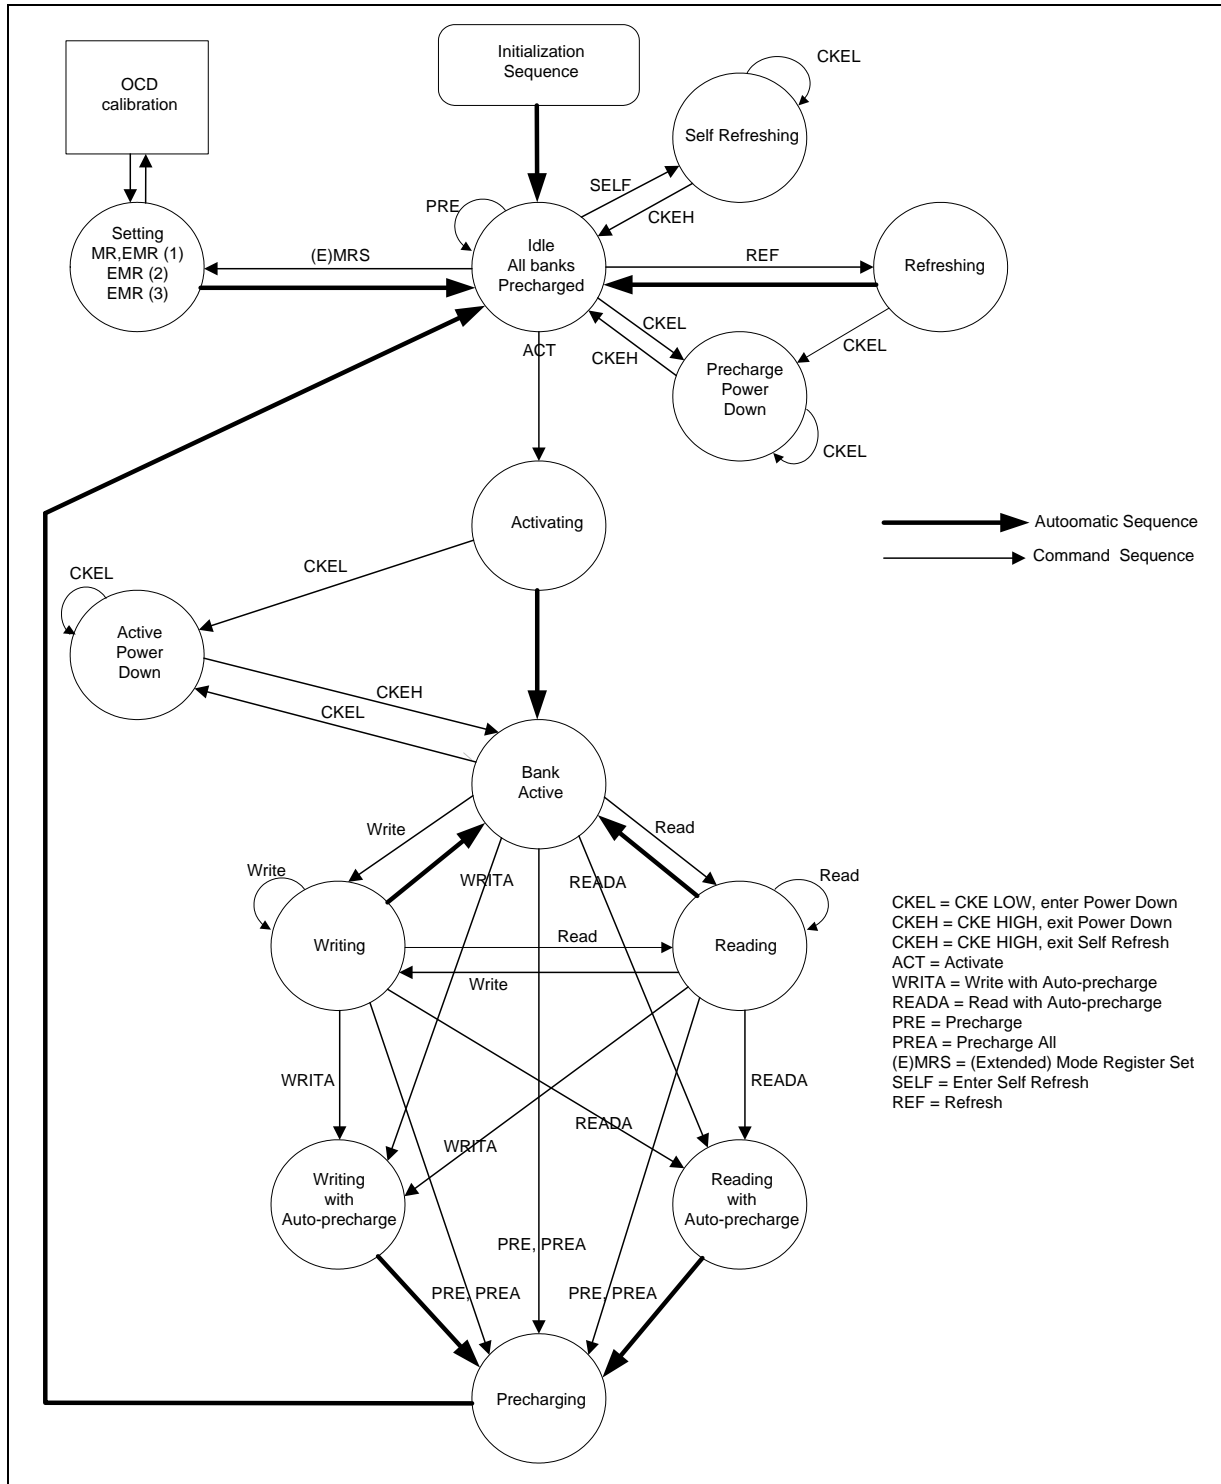 Initialization
Sequence
OCD
calibration
CKEL
Self Refreshing
SELF
CKEH
PRE
Setting
MR,EMR (1)
EMR (2)
EMR (3)
(E)MRS
Idle
All banks
Precharged
REF
Refreshing
CKEL
CKEH
CKEL
ACT
Precharge
Power
Down
CKEL
Activating
Autoomatic Sequence
Command Sequence
CKEL
CKEL
Active
Power
Down
CKEH
CKEL
Bank
Active
Write
Read
Write
WRITA
READA
Read
Writing
Read
Reading
Write
CKEL = CKE LOW, enter Power Down
CKEH = CKE HIGH, exit Power Down
CKEH = CKE HIGH, exit Self Refresh
ACT = Activate
WRITA = Write with Auto-precharge
READA = Read with Auto-precharge
PRE = Precharge
PREA = Precharge All
(E)MRS = (Extended) Mode Register Set
SELF = Enter Self Refresh
REF = Refresh
WRITA
READA
WRITA
READA
Writing
with
Auto-precharge
Reading
with
Auto-precharge
PRE, PREA
PRE, PREA
PRE, PREA
Precharging